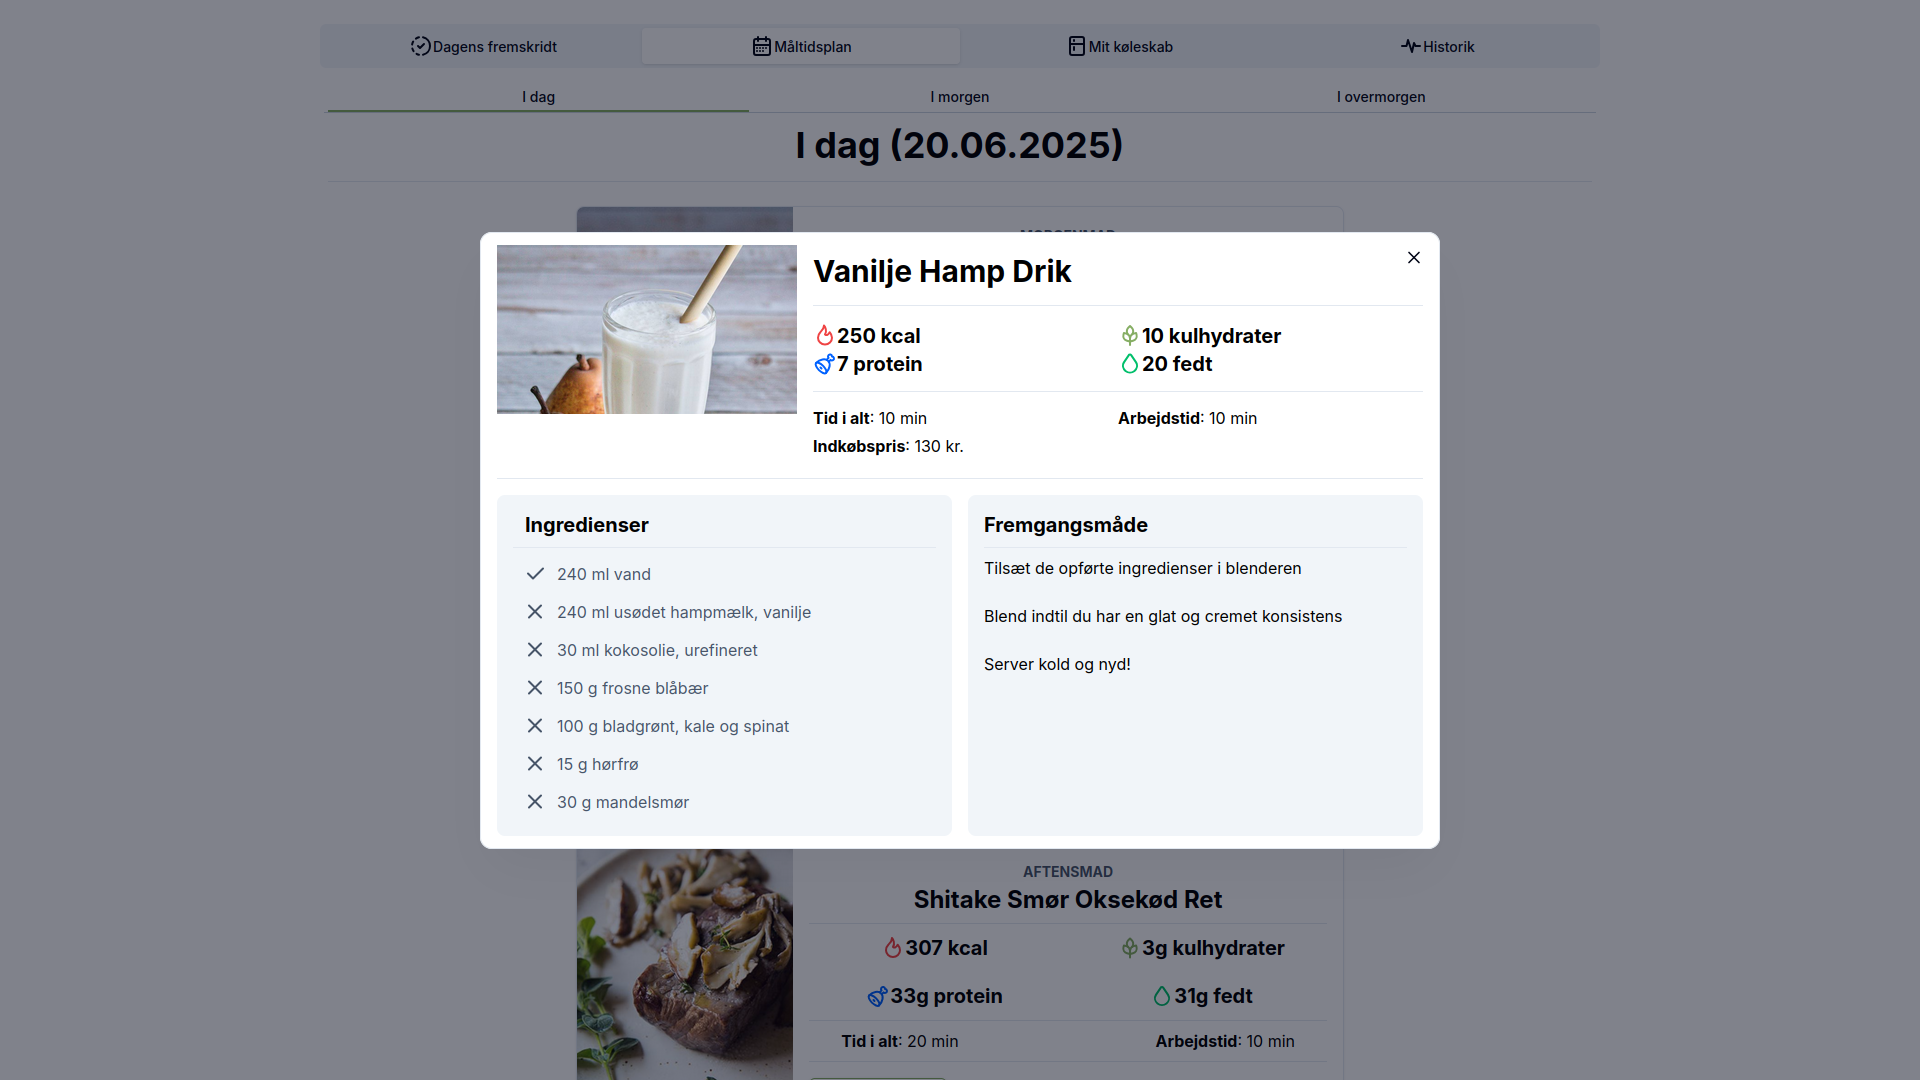 Dagens fremskridt
Måltidsplan
Mit køleskab
Historik
I dag
I morgen
I overmorgen
I dag (20.06.2025)
Vanilje Hamp Drik
250 kcal
10 kulhydrater
7 protein
20 fedt
Tid i alt: 10 min
Arbejdstid: 10 min
Indkøbspris: 130 kr.
Ingredienser
240 ml vand
240 ml usødet hampmælk, vanilje
30 ml kokosolie, urefineret
150 g frosne blåbær
100 g bladgrønt, kale og spinat
15 g hørfrø
30 g mandelsmør
Fremgangsmåde
Tilsæt de opførte ingredienser i blenderen
Blend indtil du har en glat og cremet konsistens
Server kold og nyd!
AFTENSMAD
Shitake Smør Oksekød Ret
307 kcal
3g kulhydrater
33g protein
31g fedt
Tid i alt: 20 min
Arbejdstid: 10 min